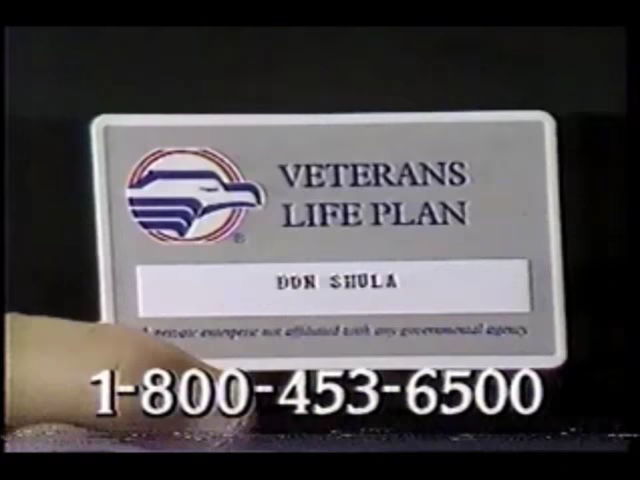 VETERANS
LIFE PLAN
®
DON SHULA
A private enterprise not affiliated with any governmental agency
1-800-453-6500